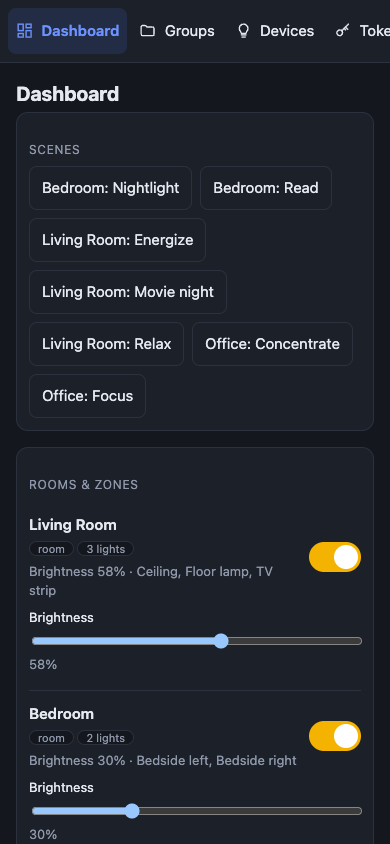 Dashboard Groups Devices Toke
Dashboard
SCENES
Bedroom: Nightlight Bedroom: Read
Living Room: Energize
Living Room: Movie night
Living Room: Relax Office: Concentrate
Office: Focus
ROOMS & ZONES
Living Room
room 3 lights
Brightness 58% · Ceiling, Floor lamp, TV
strip
Brightness
58%
Bedroom
room 2 lights
Brightness 30% · Bedside left, Bedside right
Brightness
30%